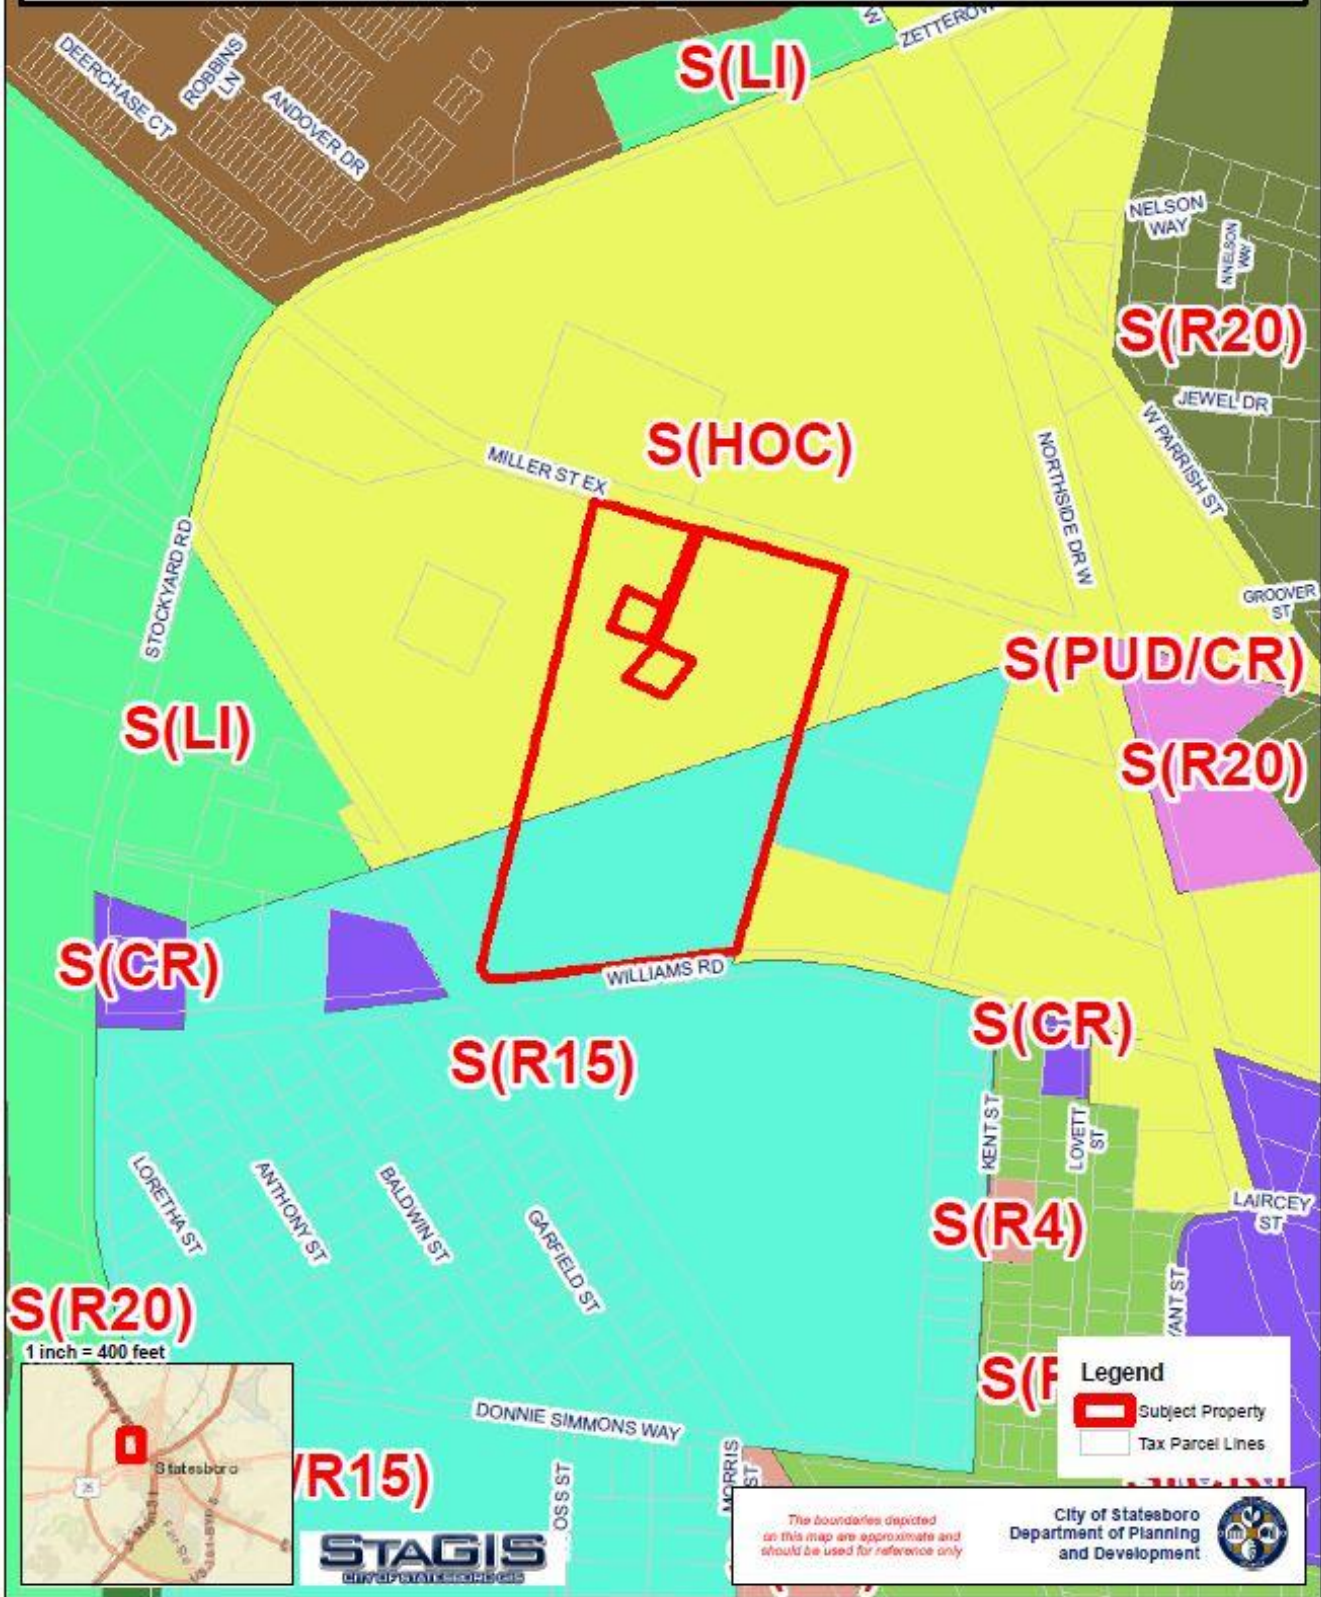 W
ZETTEROW
S(LI)
DEERCHASE CT
ROBBINS
LN
ANDOVER DR
NELSON
WAY
NNELSON
WAY
S(R20)
JEWEL DR
W PARRISH ST
S(HOC)
MILLER ST EX
NORTHSIDE DR W
STOCKYARD RD
GROOVER
ST
S(PUD/CR)
S(LI)
S(R20)
S(CR)
WILLIAMS RD
S(CR)
S(R15)
KENT ST
LOVETT
ST
LORETHA ST
ANTHONY ST
BALDWIN ST
GARFIELD ST
LAIRCEY
ST
S(R4)
YANT ST
S(R20)
1 inch = 400 feet
Statesboro
DONNIE SIMMONS WAY
/R15)
OSS ST
MORRIS
ST
STAGIS
CITY OF STATESBORO GIS
Legend
Subject Property
Tax Parcel Lines
The boundaries depicted
on this map are approximate and
should be used for reference only
City of Statesboro
Department of Planning
and Development